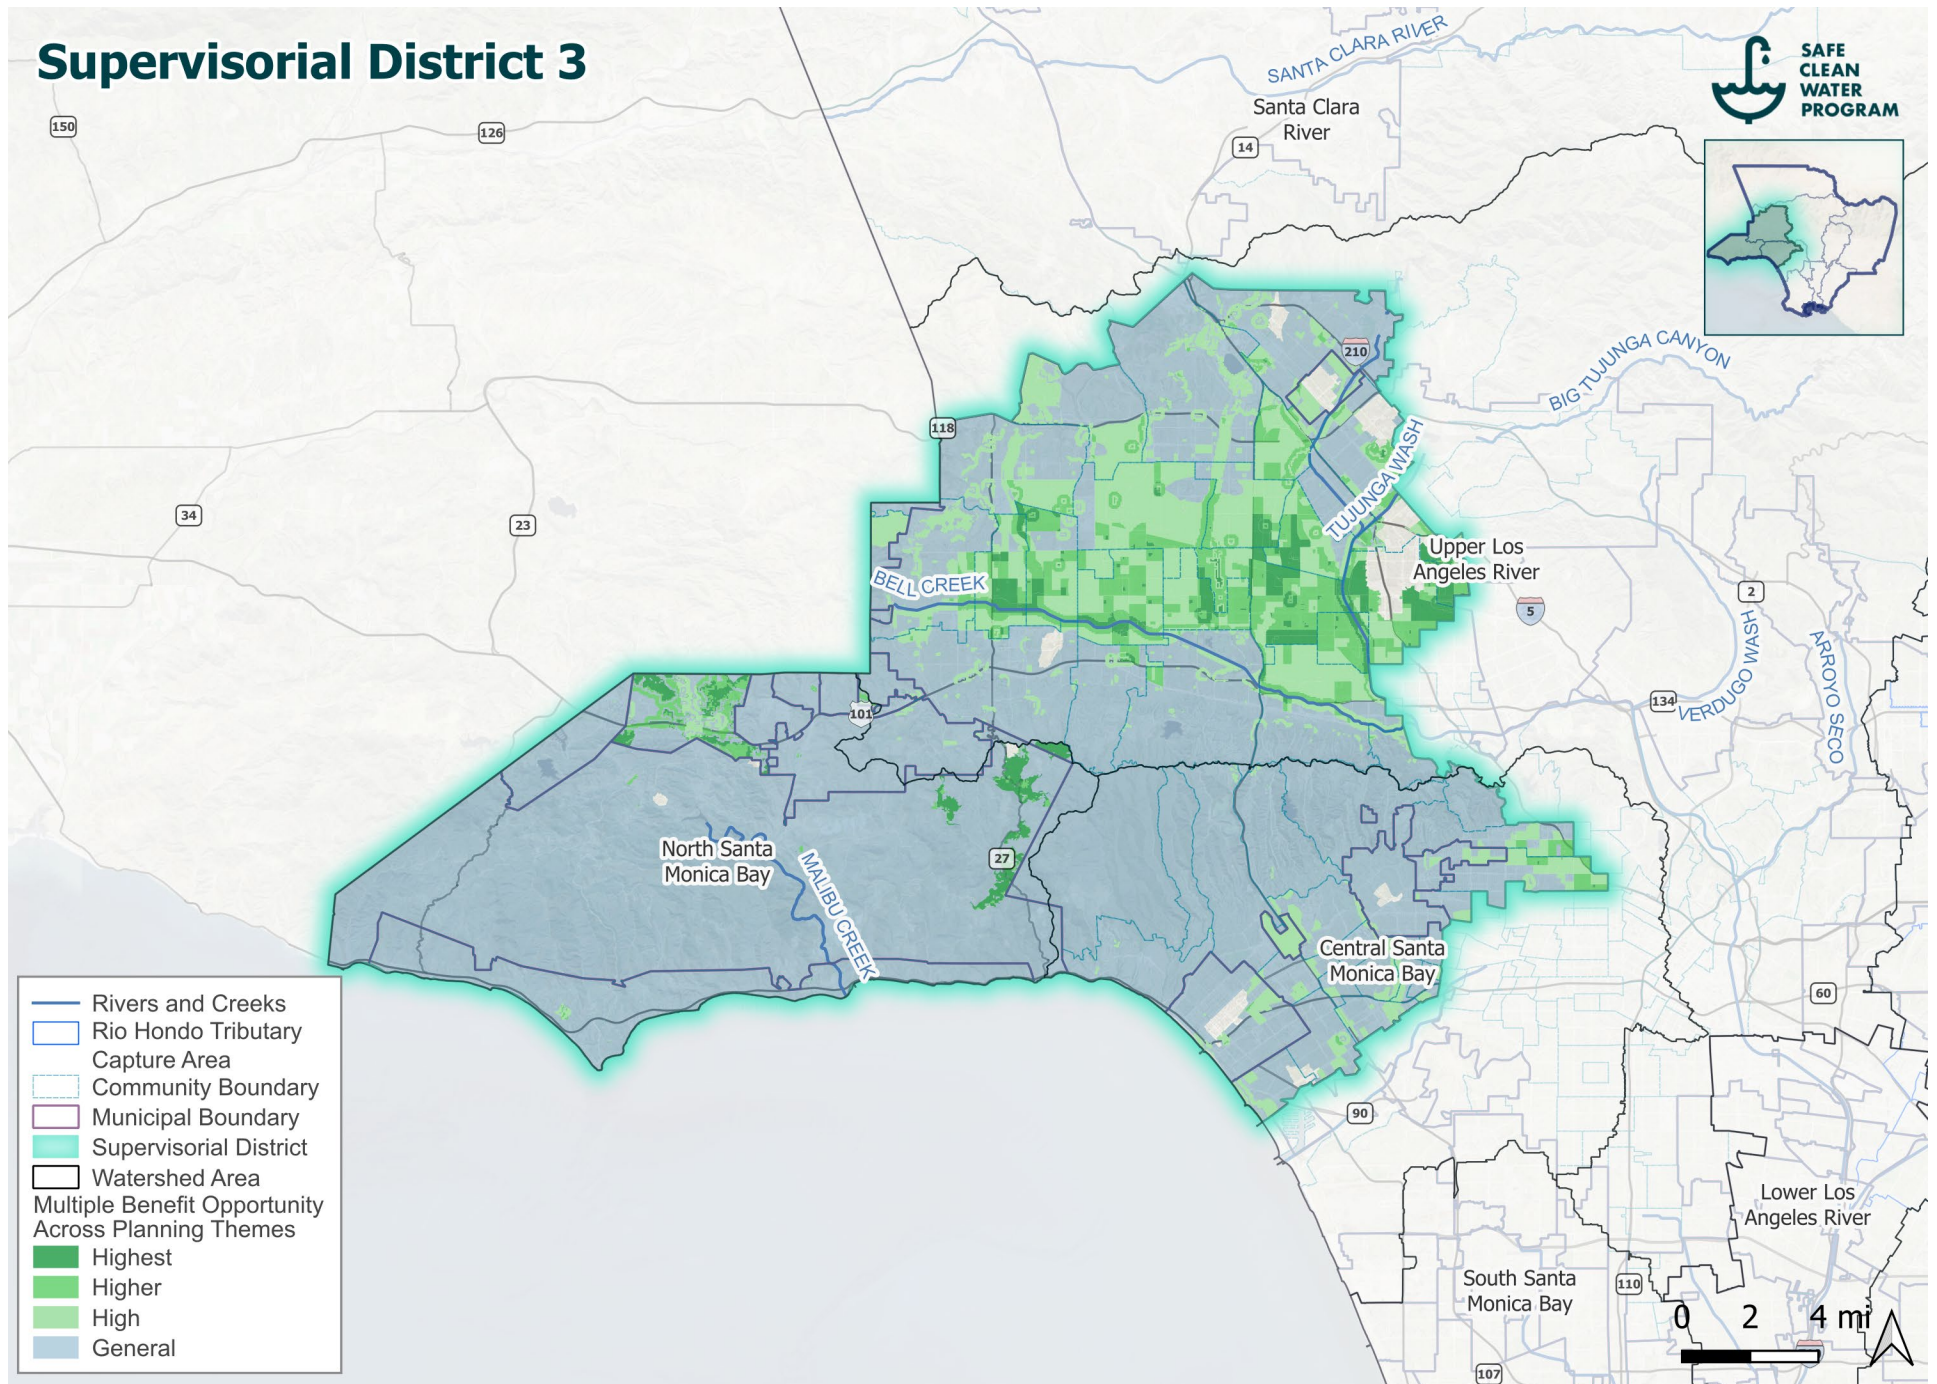 Supervisorial District 3
SAFE
CLEAN
WATER
PROGRAM
SANTA CLARA RIVER
Santa Clara
River
150
126
14
210
BIG TUJUNGA CANYON
118
TUJUNGA WASH
34
23
Upper Los
Angeles River
BELL CREEK
2
5
VERDUGO WASH
ARROYO SECO
134
101
North Santa
Monica Bay
27
MALIBU CREEK
Central Santa
Monica Bay
60
90
Lower Los
Angeles River
South Santa
Monica Bay
110
107
0 2 4 mi
Rivers and Creeks
Rio Hondo Tributary
Capture Area
Community Boundary
Municipal Boundary
Supervisorial District
Watershed Area
Multiple Benefit Opportunity
Across Planning Themes
Highest
Higher
High
General